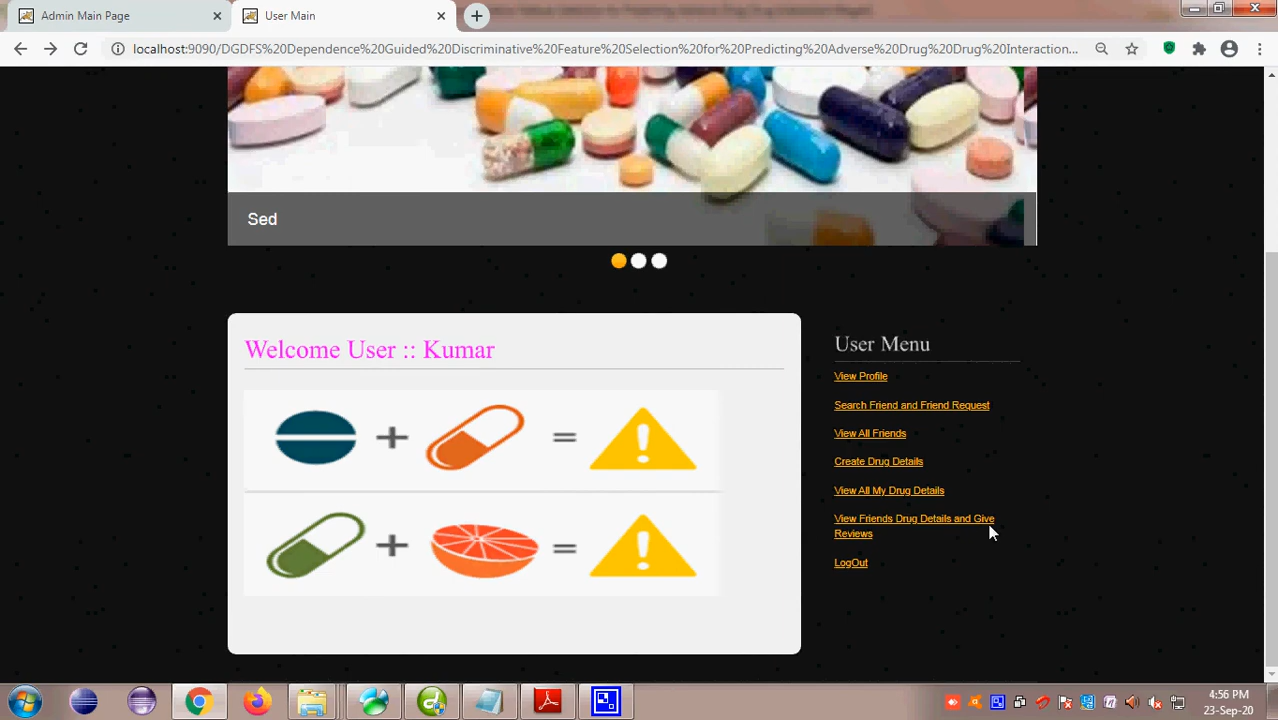 Admin Main Page
User Main
localhost:9090/DGDFS%20Dependence%20Guided%20Discriminative%20Feature%20Selection%20for%20Predicting%20Adverse%20Drug%20Drug%20Interaction...
Sed
Welcome User :: Kumar
User Menu
View Profile
Search Friend and Friend Request
View All Friends
Create Drug Details
View All My Drug Details
View Friends Drug Details and Give
Reviews
LogOut
4:56 PM
23-Sep-20